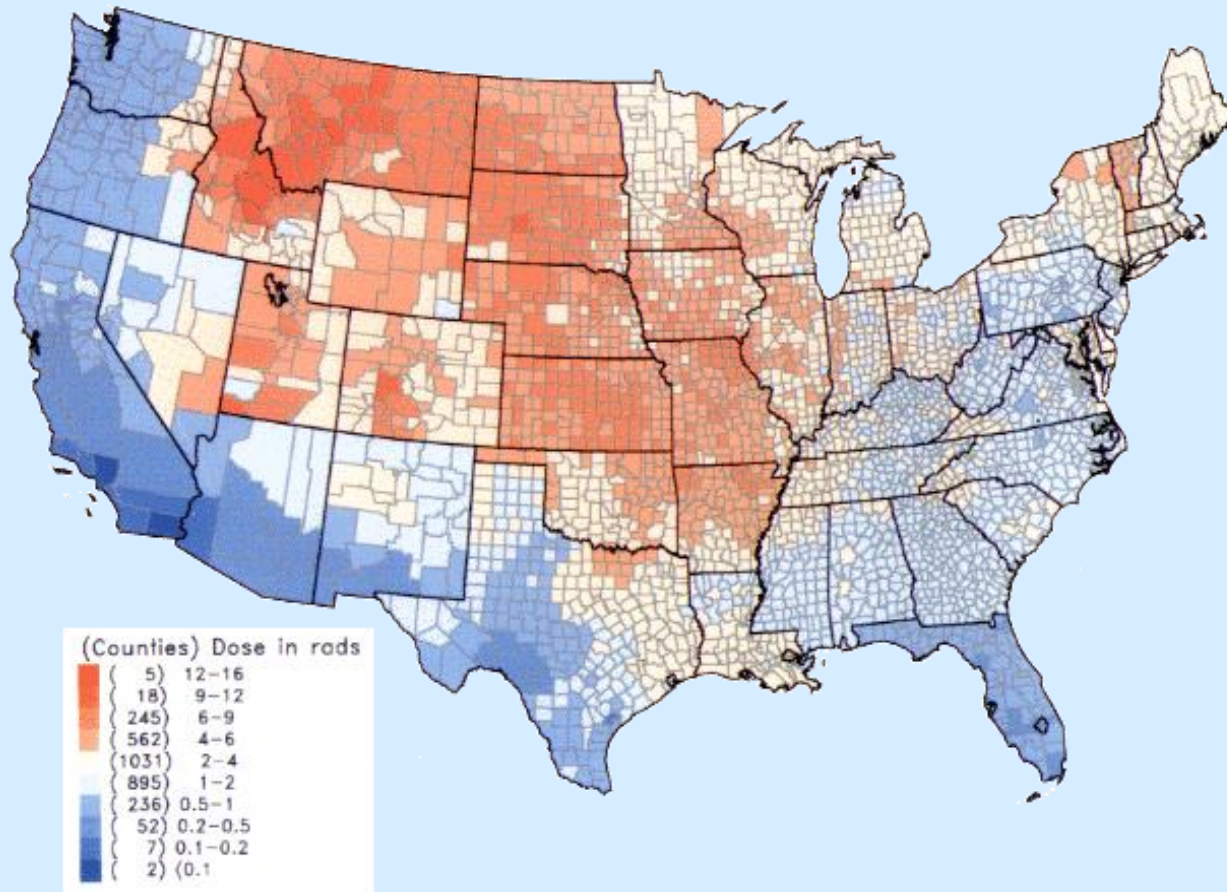 (Counties) Dose in rads
( 5) 12-16
( 18) 9-12
( 245) 6-9
( 562) 4-6
(1031) 2-4
( 895) 1-2
( 236) 0.5-1
( 52) 0.2-0.5
( 7) 0.1-0.2
( 2) (0.1